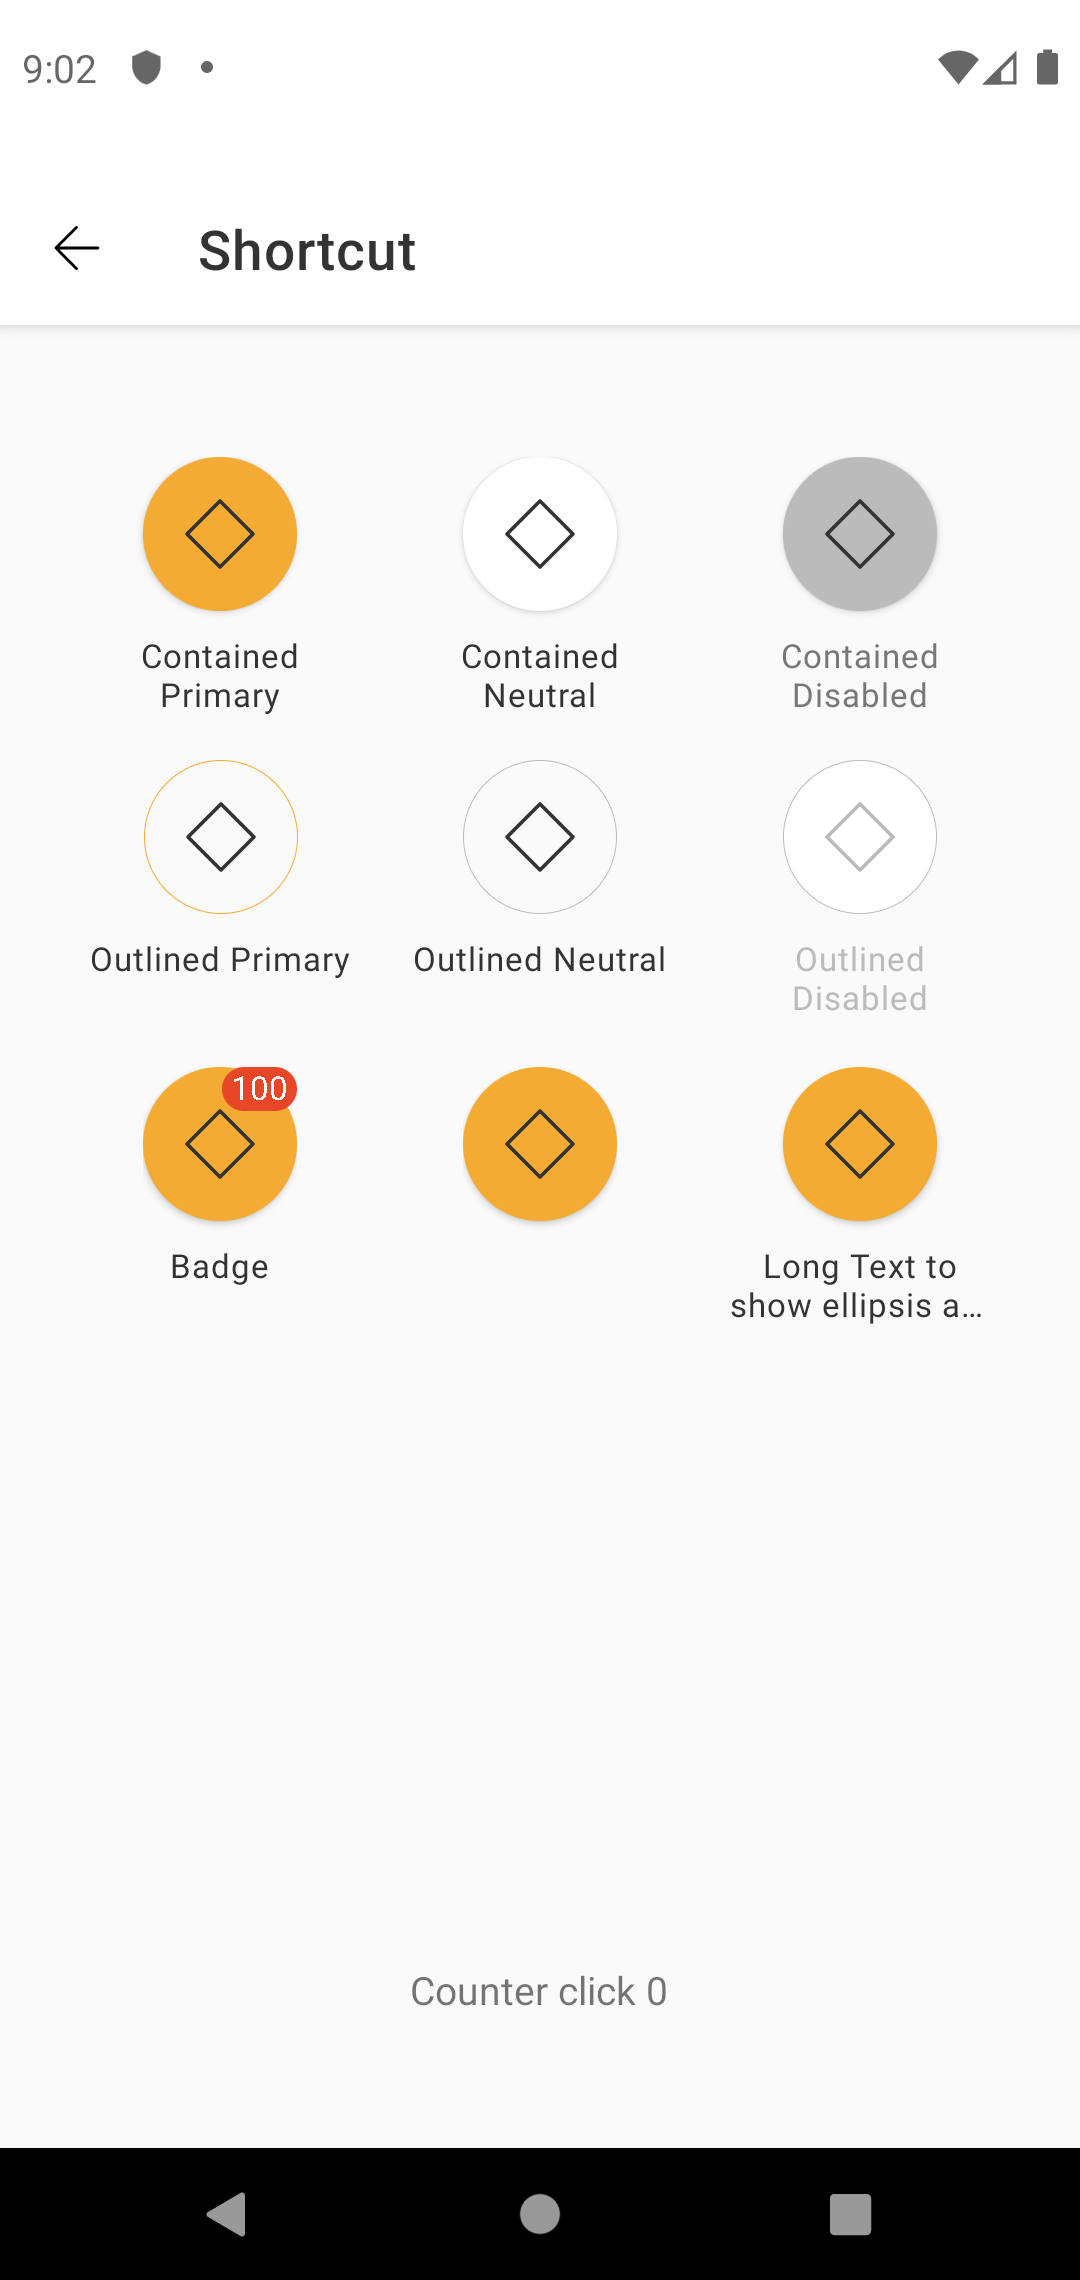 9:02
Shortcut
Contained
Primary
Contained
Neutral
Contained
Disabled
Outlined Primary
Outlined Neutral
Outlined
Disabled
100
Badge
Long Text to
show ellipsis a…
Counter click 0